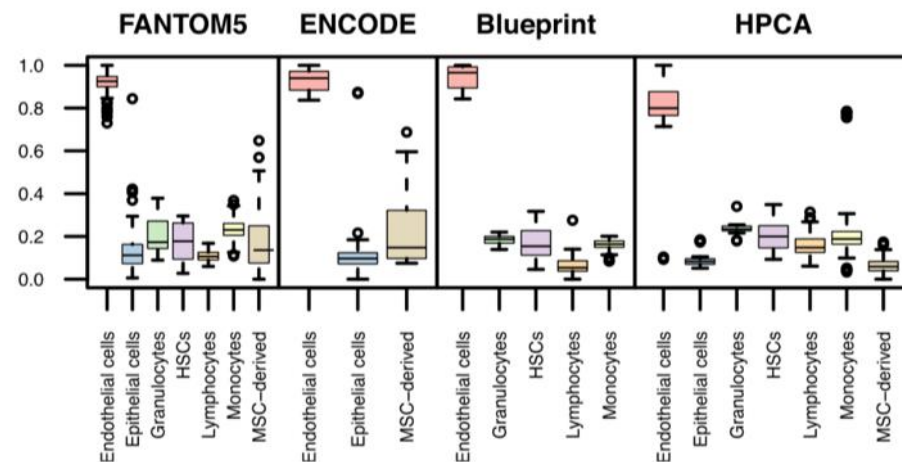 FANTOM5 ENCODE Blueprint HPCA
1.0
0.8
0.6
0.4
0.2
0.0
Endothelial cells
Epithelial cells
Granulocytes
HSCs
Lymphocytes
Monocytes
MSC–derived
Endothelial cells
Epithelial cells
MSC–derived
Endothelial cells
Granulocytes
HSCs
Lymphocytes
Monocytes
Endothelial cells
Epithelial cells
Granulocytes
HSCs
Lymphocytes
Monocytes
MSC–derived